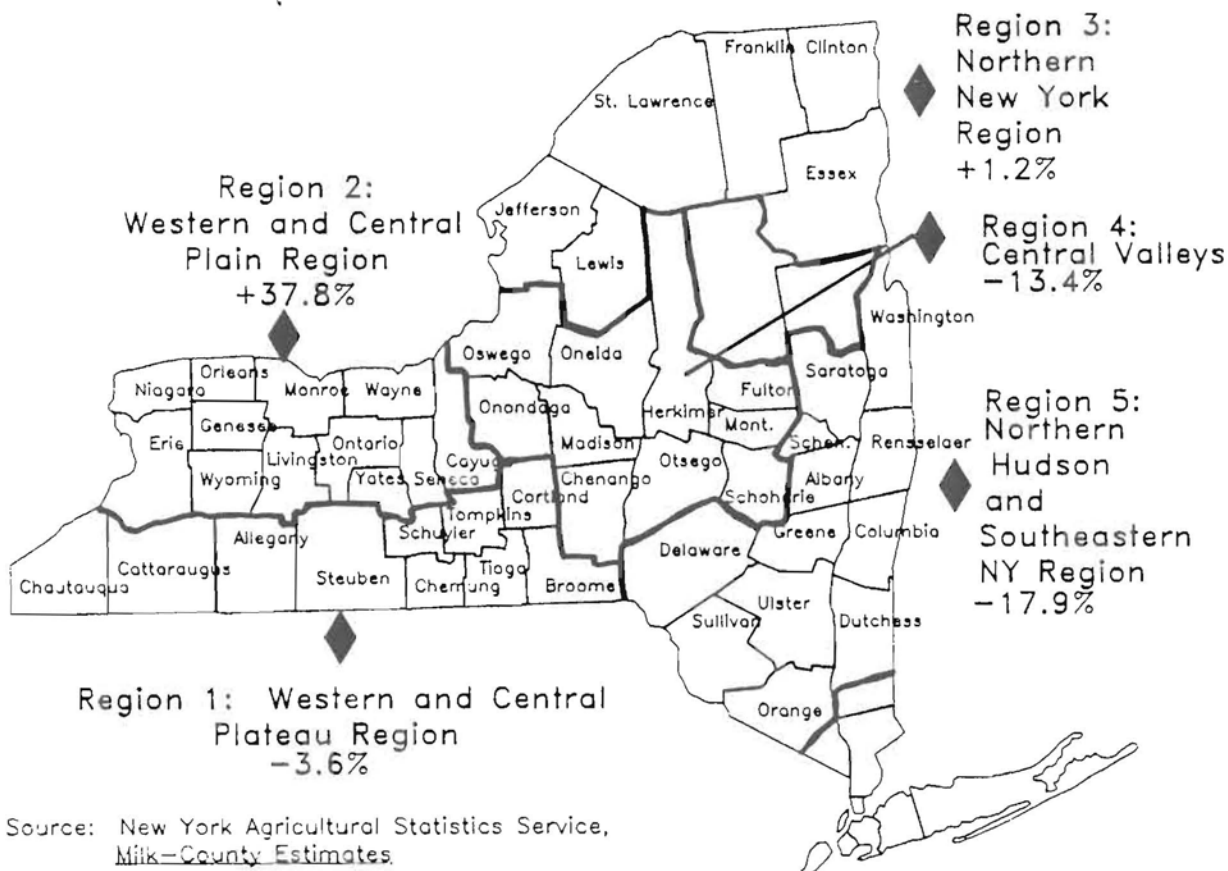 Region 3:
Northern
New York
Region
+1.2%
Franklin
Clinton
St. Lawrence
Essex
Region 2:
Western and Central
Plain Region
+37.8%
Jefferson
Lewis
Region 4:
Central Valleys
-13.4%
Washington
Oswego
Oneida
Saratoga
Niagara
Orleans
Monroe
Wayne
Fulton
Onondaga
Herkimer
Mont.
Genesee
Erie
Ontario
Madison
Schen.
Rensselaer
Region 5:
Northern
Hudson
and
Southeastern
NY Region
-17.9%
Livingston
Cayuga
Otsego
Wyoming
Yates
Seneca
Chenango
Albany
Cortland
Schoharie
Tompkins
Allegany
Schuyler
Greene
Columbia
Delaware
Cattaraugus
Steuben
Tioga
Chautauqua
Chemung
Broome
Ulster
Sullivan
Dutchess
Orange
Region 1: Western and Central
Plateau Region
-3.6%
Source: New York Agricultural Statistics Service,
Milk-County Estimates